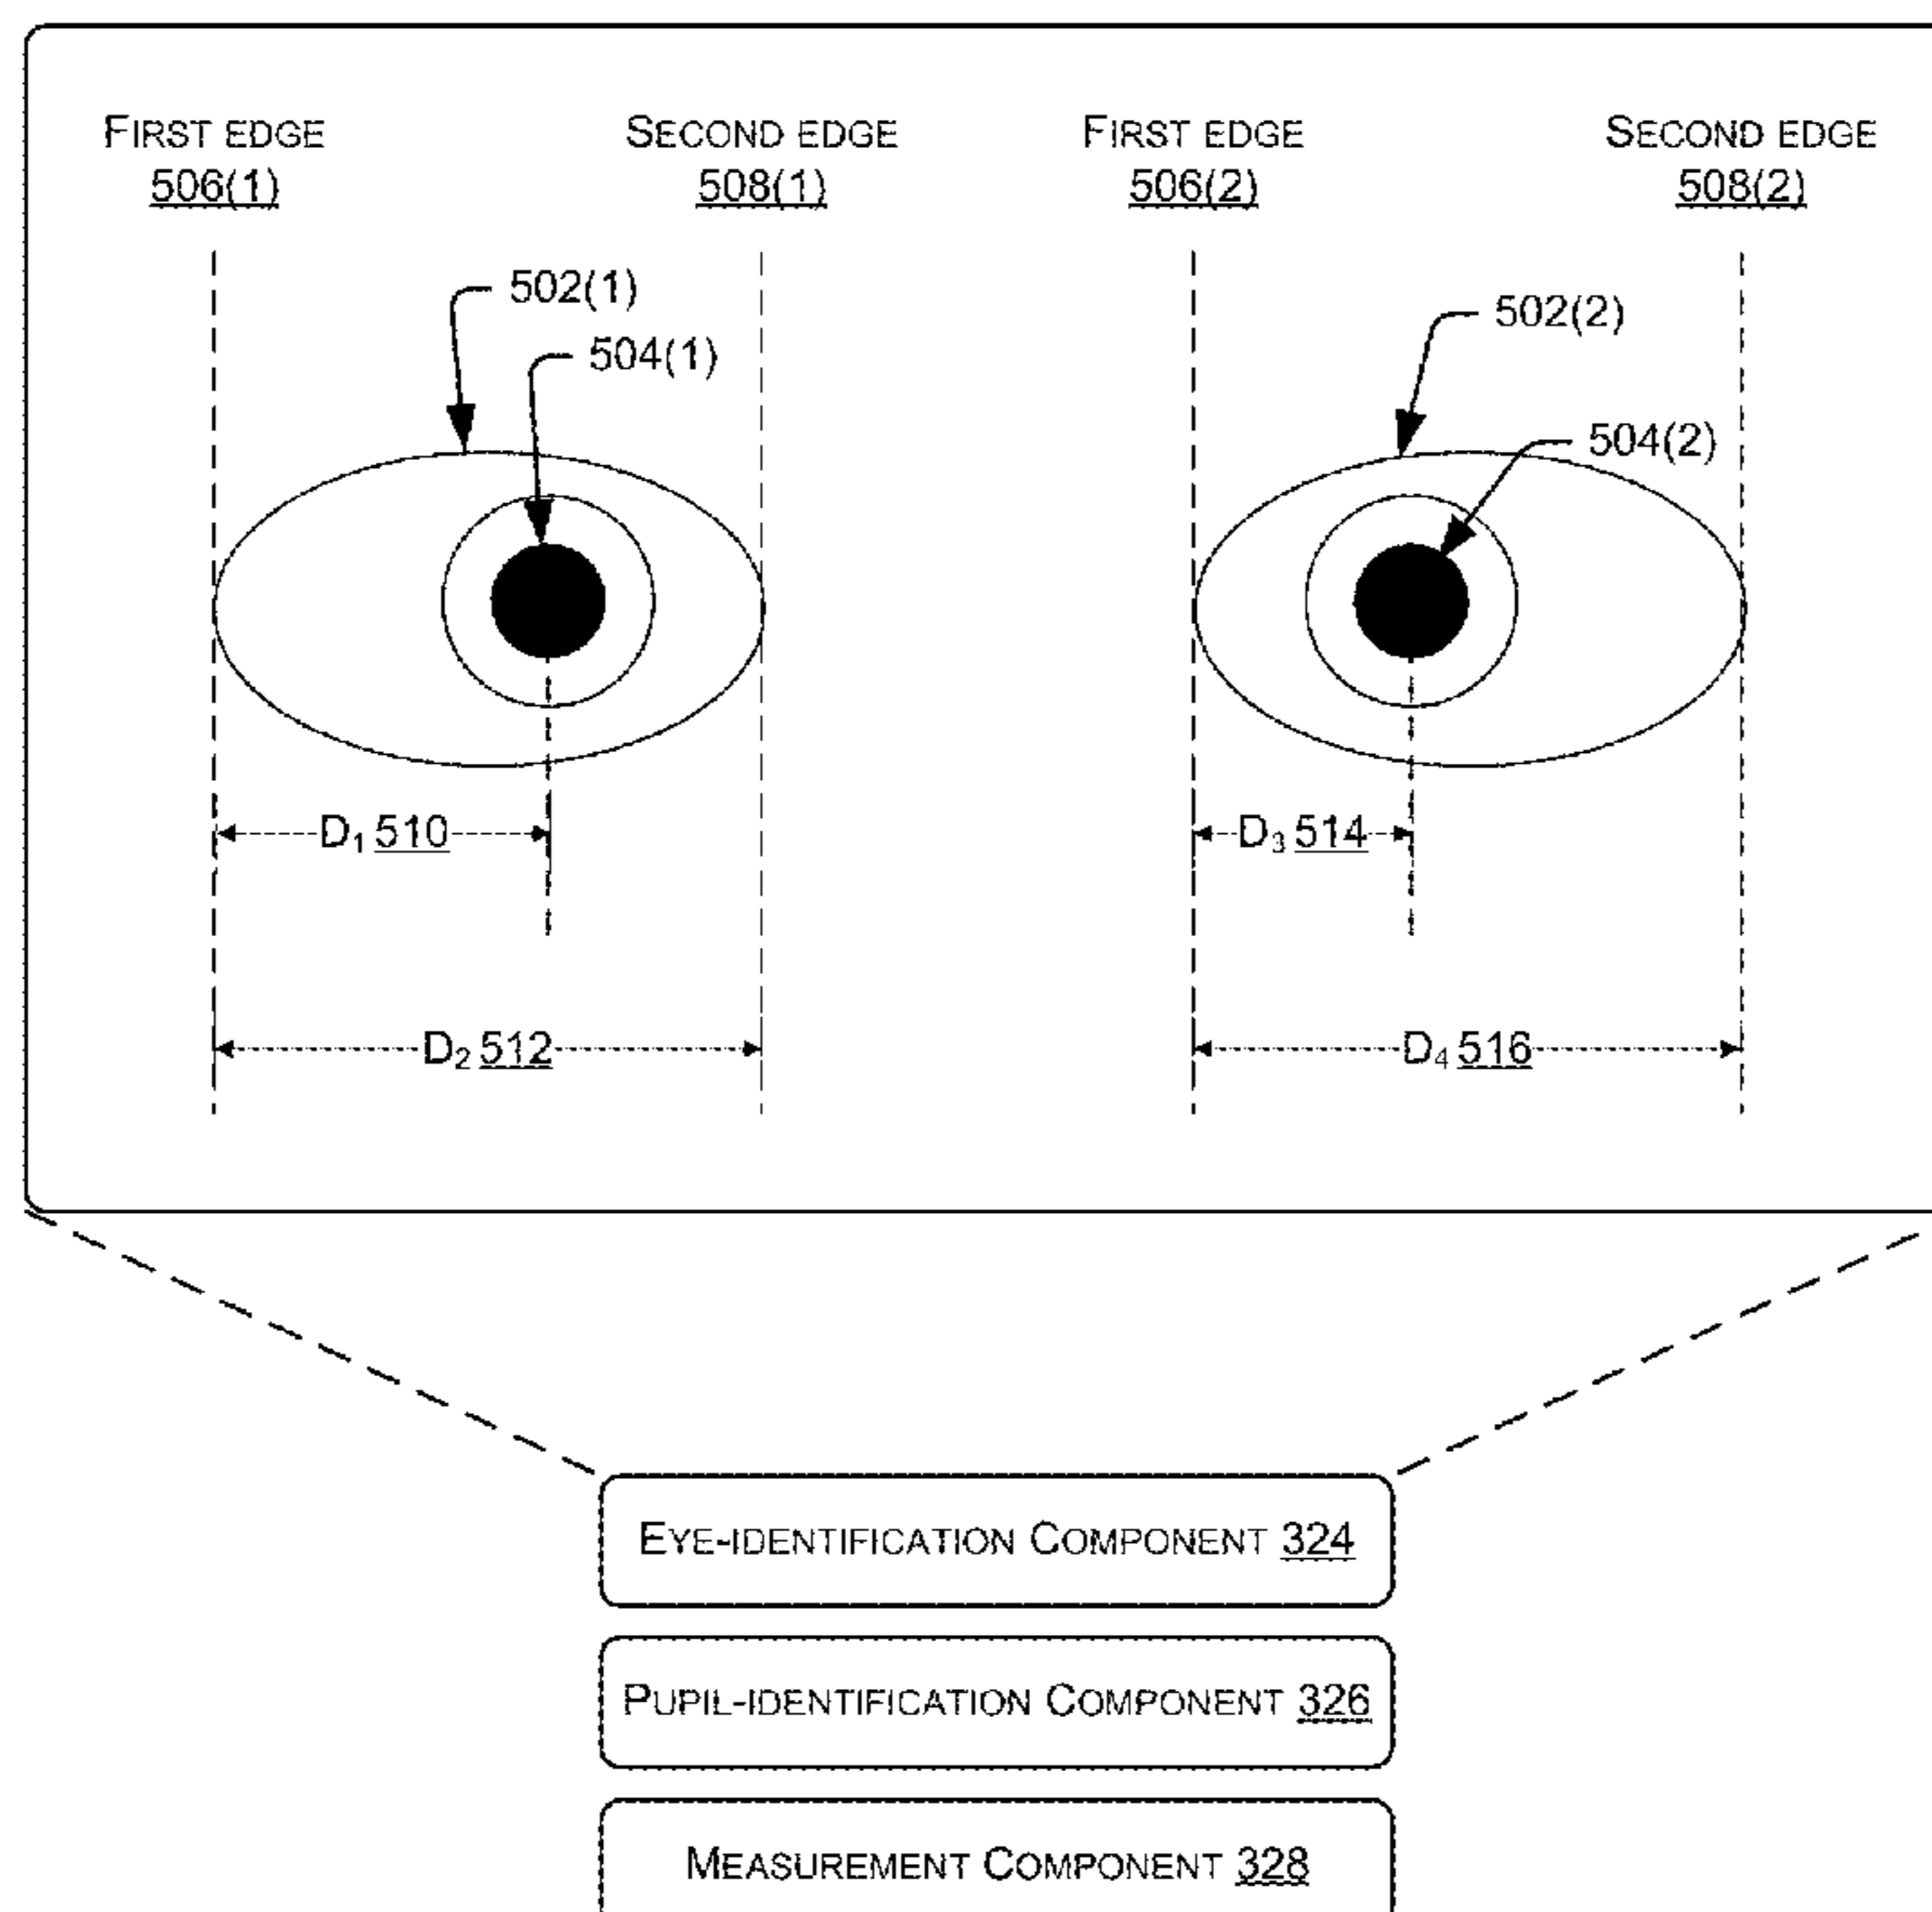 FIRST EDGE SECOND EDGE FIRST EDGE SECOND EDGE
506(1) 508(1) 506(2) 508(2)
502(1)
502(2)
504(1)
504(2)
D₁ 510 D₃ 514
D₂ 512 D₄ 516
EYE-IDENTIFICATION COMPONENT 324
PUPIL-IDENTIFICATION COMPONENT 326
MEASUREMENT COMPONENT 328